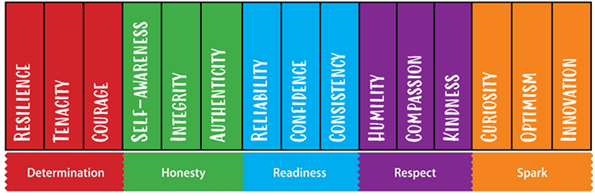 RESILIENCE
TENACITY
COURAGE
SELF-AWARENESS
INTEGRITY
AUTHENTICITY
RELIABILITY
CONFIDENCE
CONSISTENCY
HUMILITY
COMPASSION
KINDNESS
CURIOSITY
OPTIMISM
INNOVATION
Determination
Honesty
Readiness
Respect
Spark